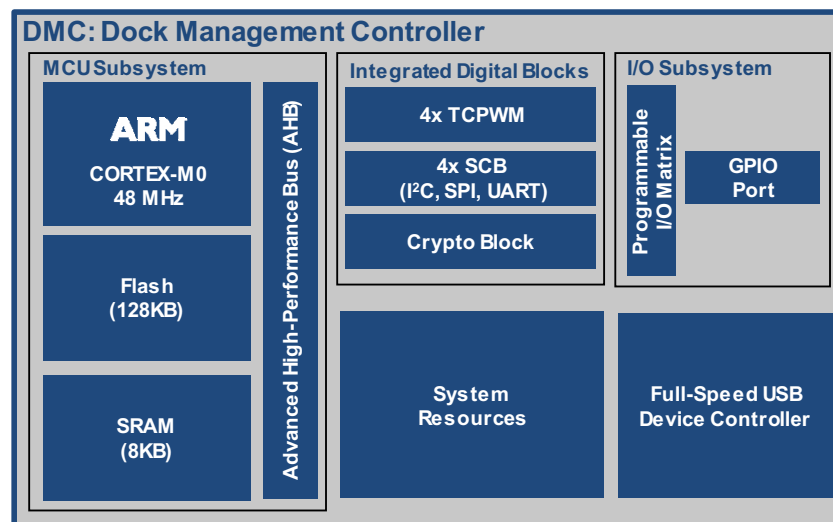 DMC: Dock Management Controller
MCU Subsystem
ARM
CORTEX-M0
48 MHz
Flash
(128KB)
SRAM
(8KB)
Advanced High-Performance Bus (AHB)
Integrated Digital Blocks
4x TCPWM
4x SCB
(I²C, SPI, UART)
Crypto Block
I/O Subsystem
Programmable
I/O Matrix
GPIO
Port
System
Resources
Full-Speed USB
Device Controller